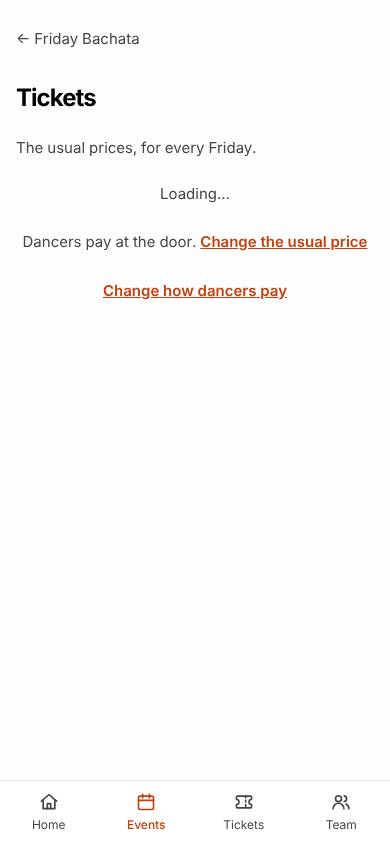 ← Friday Bachata
Tickets
The usual prices, for every Friday.
Loading...
Dancers pay at the door. Change the usual price
Change how dancers pay
Home
Events
Tickets
Team